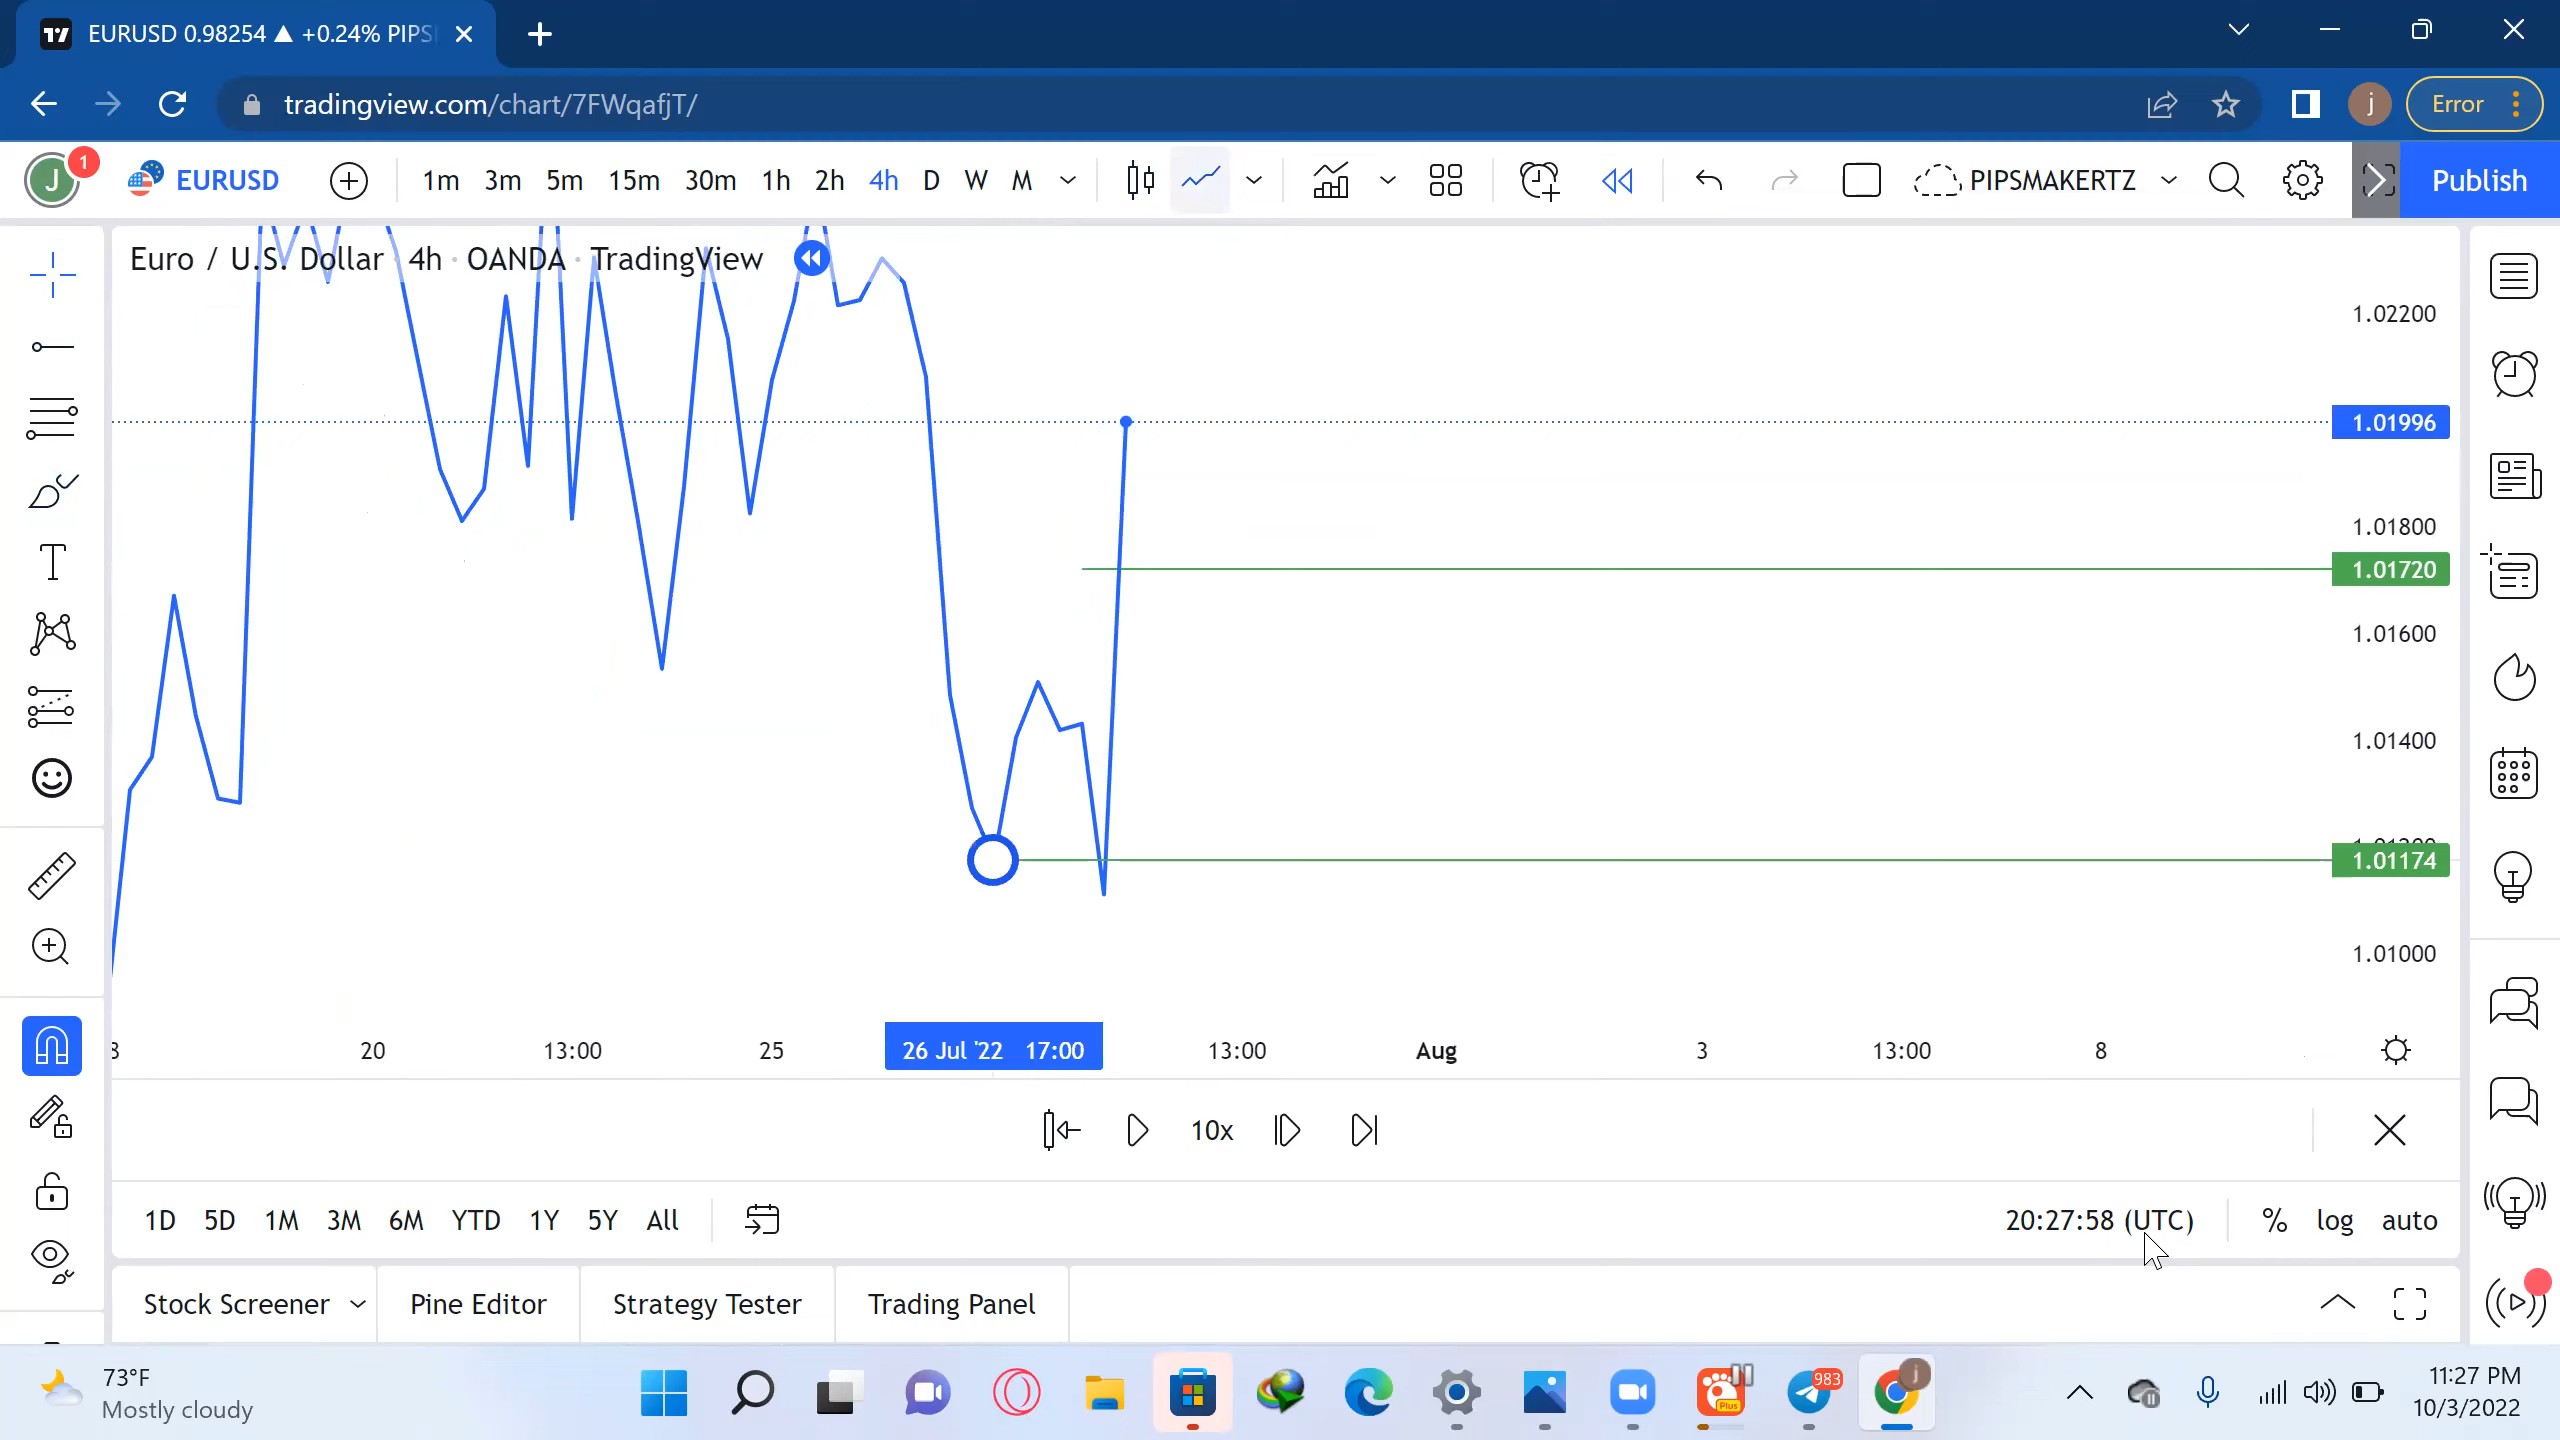 EURUSD 0.98254 ▲ +0.24% PIPS
tradingview.com/chart/7FWqafjT/
j
Error
J
1
EURUSD
1m 3m 5m 15m 30m 1h 2h 4h D W M
PIPSMAKERTZ
Publish
Euro / U.S. Dollar · 4h · OANDA · TradingView
1.02200
1.01996
1.01800
1.01720
1.01600
1.01400
1.01174
1.01000
20 13:00 25 26 Jul '22 17:00 13:00 Aug 3 13:00 8
10x
1D 5D 1M 3M 6M YTD 1Y 5Y All
20:27:58 (UTC) % log auto
Stock Screener Pine Editor Strategy Tester Trading Panel
73°F
Mostly cloudy
Plus
983
j
11:27 PM
10/3/2022